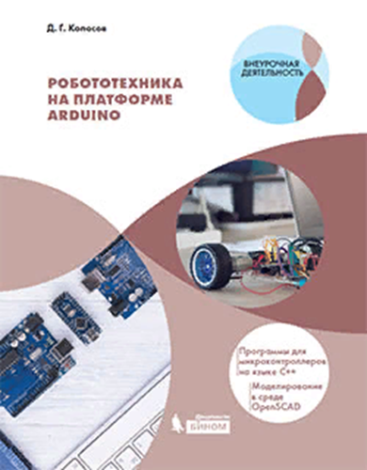 Д. Г. Копосов
ВНЕУРОЧНАЯ
ДЕЯТЕЛЬНОСТЬ
РОБОТОТЕХНИКА
НА ПЛАТФОРМЕ
ARDUINO
Программы для
микроконтроллеров
на языке C++
Моделирование
в среде
OpenSCAD
БИНОМ